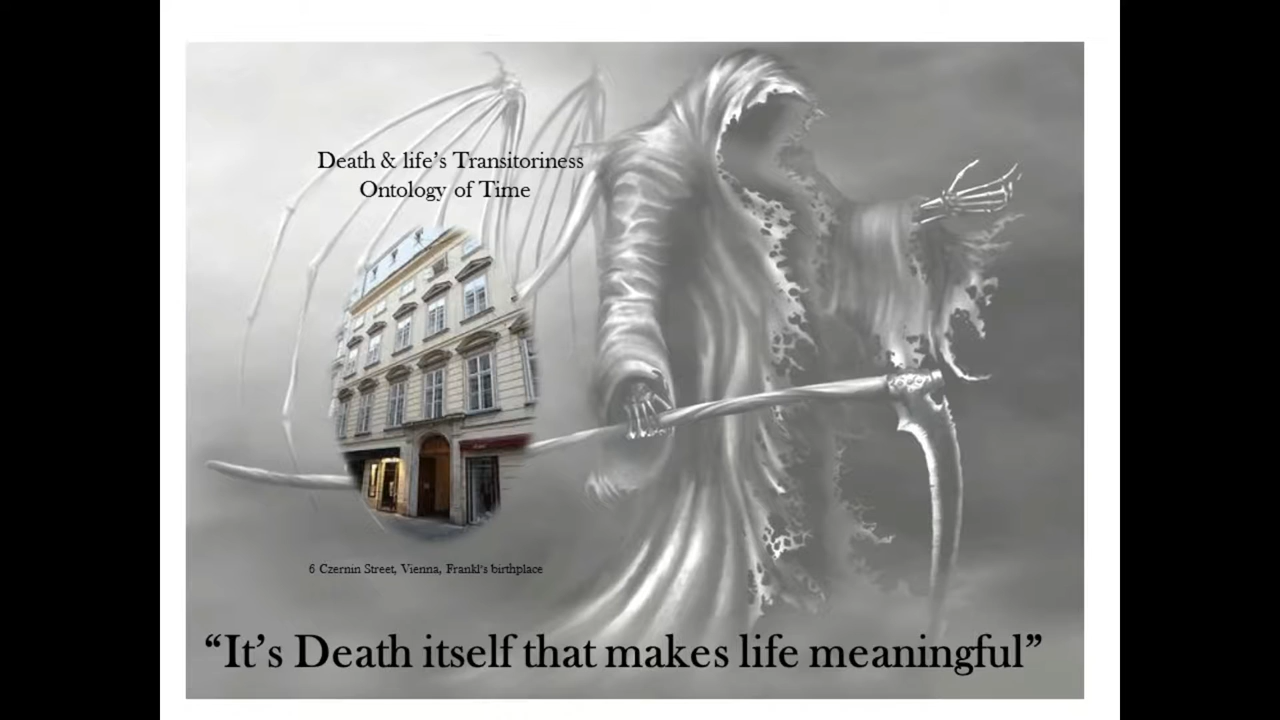 Death & life’s Transitoriness
Ontology of Time
6 Czernin Street, Vienna, Frankl's birthplace
“It’s Death itself that makes life meaningful”